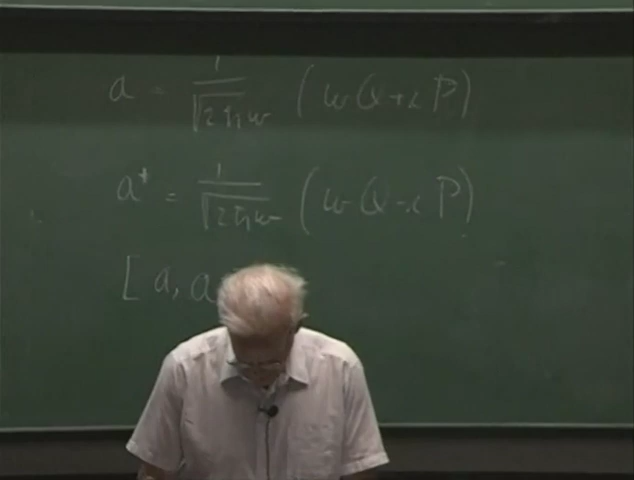 a = 1/√2ħω (ωQ+iP)
a⁺ = 1/√2ħω (ωQ-iP)
[a, a